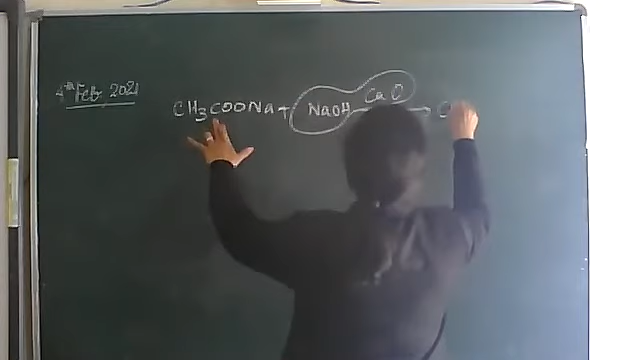 4th Feb, 2021
CaO
CH3COONa + NaOH → C